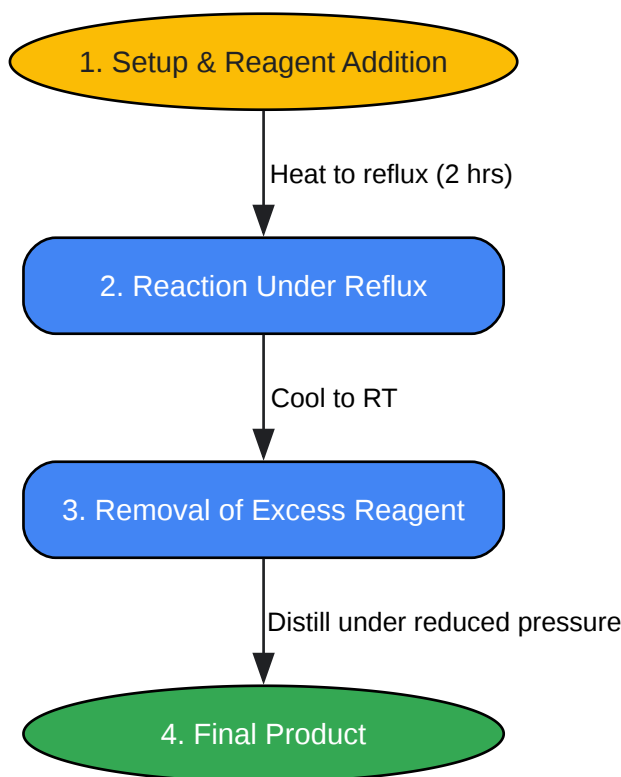 1. Setup & Reagent Addition
Heat to reflux (2 hrs)
2. Reaction Under Reflux
Cool to RT
3. Removal of Excess Reagent
Distill under reduced pressure
4. Final Product